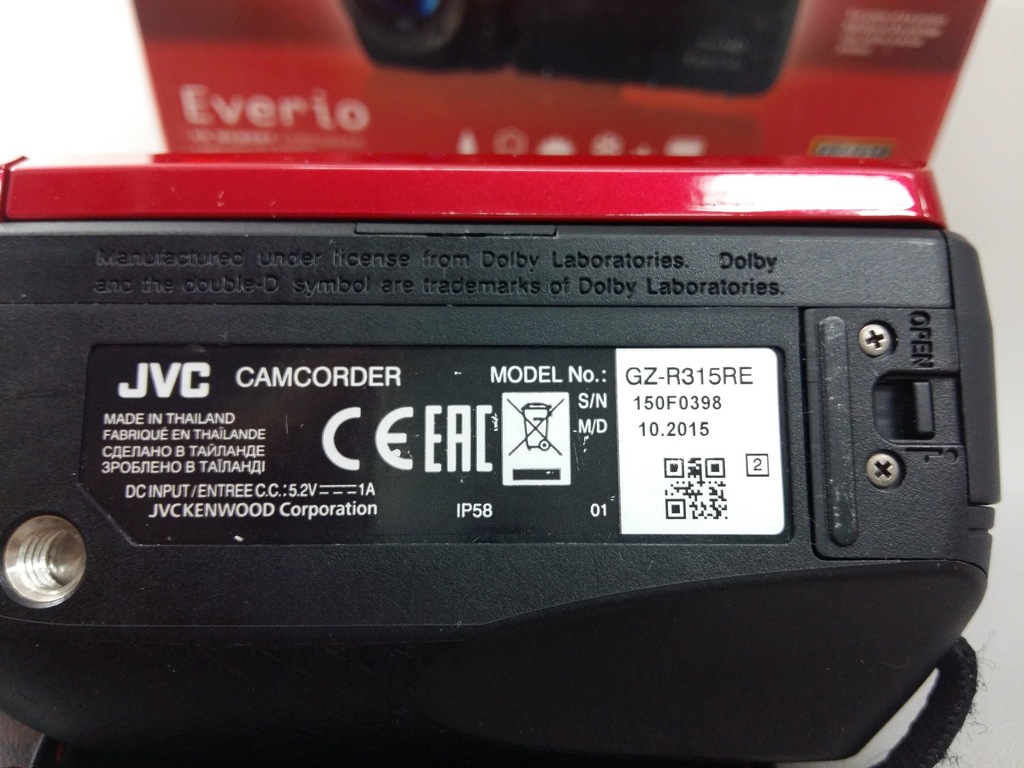 Everio
Manufactured under license from Dolby Laboratories. Dolby
and the double-D symbol are trademarks of Dolby Laboratories.
OPEN
JVC CAMCORDER
MODEL No.: GZ-R315RE
S/N 150F0398
M/D 10.2015
MADE IN THAILAND
FABRIQUÉ EN THAÏLANDE
СДЕЛАНО В ТАЙЛАНДЕ
ЗРОБЛЕНО В ТАЇЛАНДІ
CE EAC
2
DC INPUT/ENTREE C.C.: 5.2V⎓1A
JVCKENWOOD Corporation
IP58
01